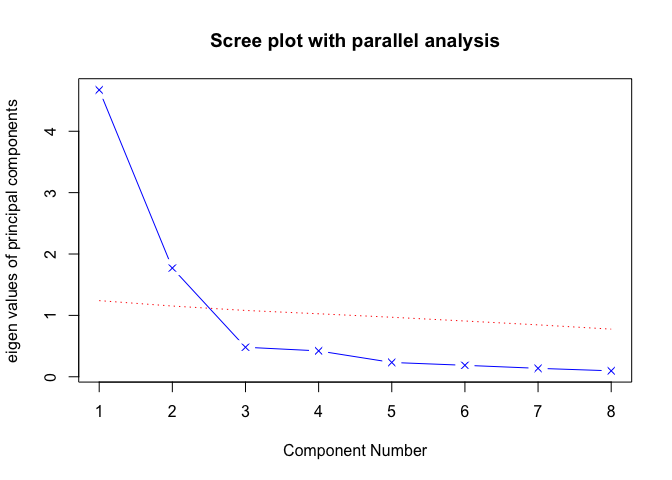 Scree plot with parallel analysis
eigen values of principal components
4
3
2
1
0
1 2 3 4 5 6 7 8
Component Number